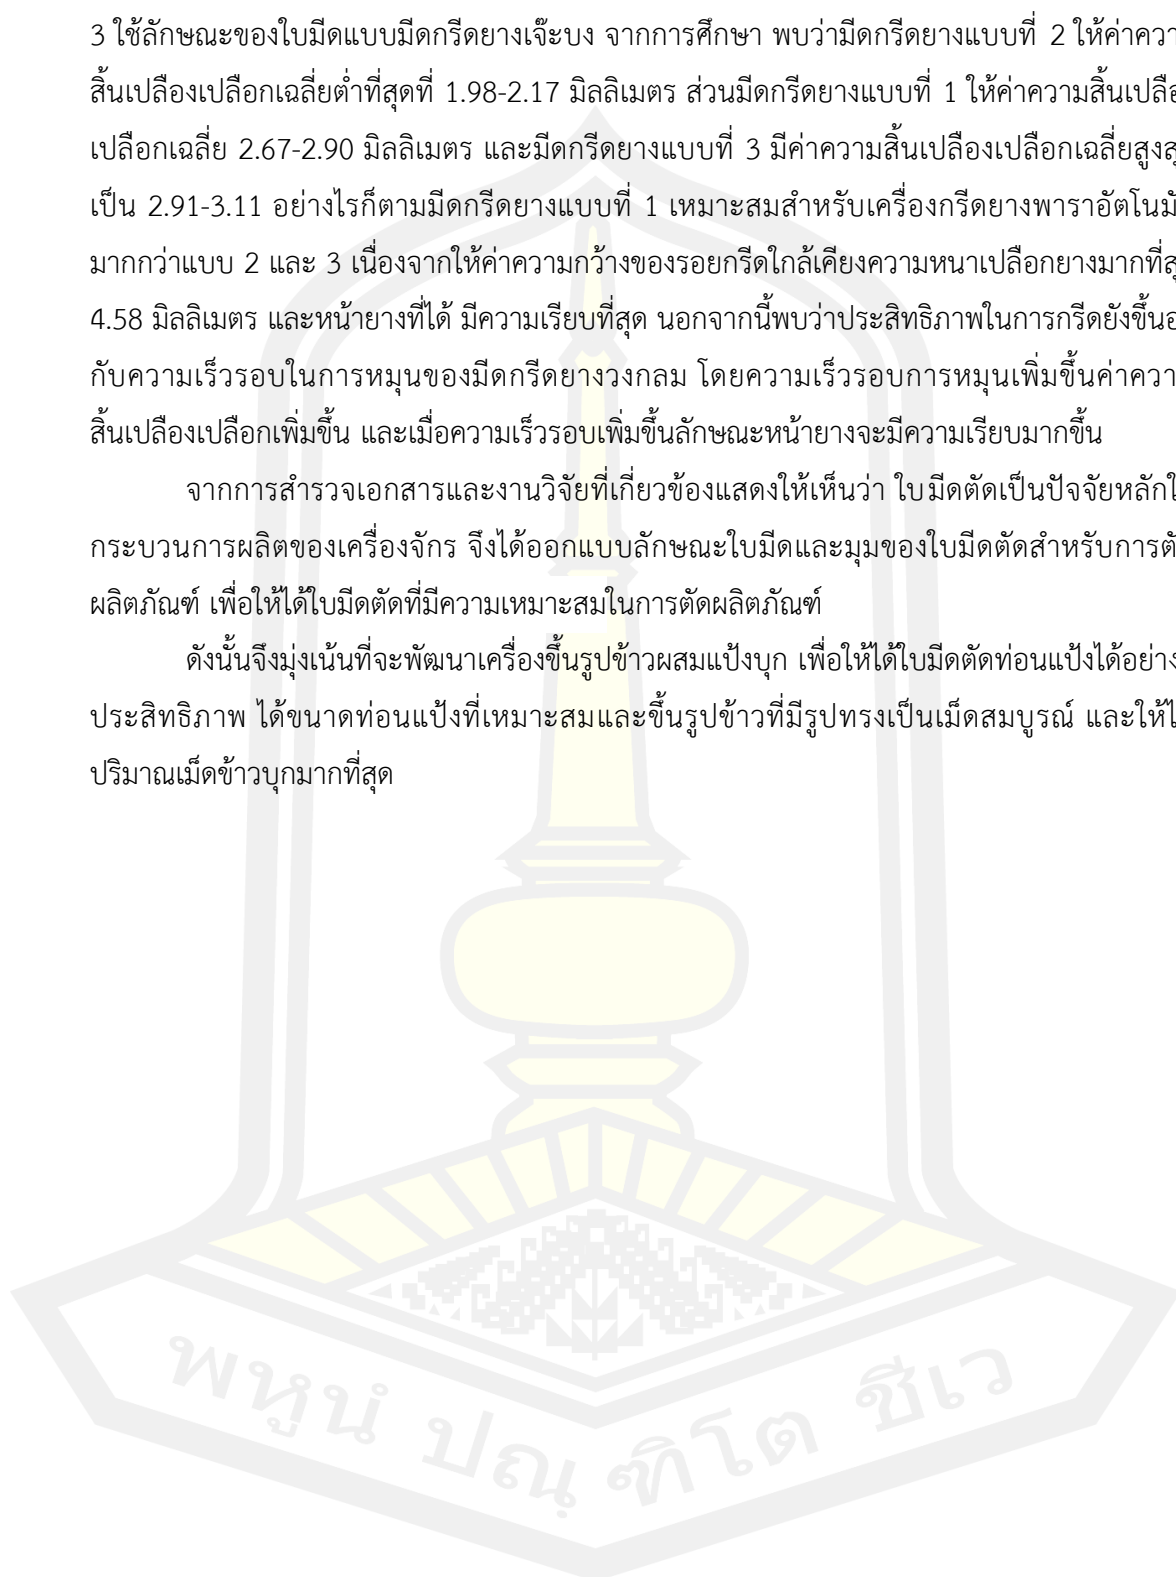 3 ใช้ลักษณะของใบมีดแบบมีดกรีดยางเจ๊ะบง จากการศึกษา พบว่ามีดกรีดยางแบบที่ 2 ให้ค่าควา
สิ้นเปลืองเปลือกเฉลี่ยต่ำที่สุดที่ 1.98-2.17 มิลลิเมตร ส่วนมีดกรีดยางแบบที่ 1 ให้ค่าความสิ้นเปลือ
เปลือกเฉลี่ย 2.67-2.90 มิลลิเมตร และมีดกรีดยางแบบที่ 3 มีค่าความสิ้นเปลืองเปลือกเฉลี่ยสูงสุ
เป็น 2.91-3.11 อย่างไรก็ตามมีดกรีดยางแบบที่ 1 เหมาะสมสำหรับเครื่องกรีดยางพาราอัตโนมั
มากกว่าแบบ 2 และ 3 เนื่องจากให้ค่าความกว้างของรอยกรีดใกล้เคียงความหนาเปลือกยางมากที่สุ
4.58 มิลลิเมตร และหน้ายางที่ได้ มีความเรียบที่สุด นอกจากนี้พบว่าประสิทธิภาพในการกรีดยังขึ้นอ
กับความเร็วรอบในการหมุนของมีดกรีดยางวงกลม โดยความเร็วรอบการหมุนเพิ่มขึ้นค่าควา
สิ้นเปลืองเปลือกเพิ่มขึ้น และเมื่อความเร็วรอบเพิ่มขึ้นลักษณะหน้ายางจะมีความเรียบมากขึ้น
จากการสำรวจเอกสารและงานวิจัยที่เกี่ยวข้องแสดงให้เห็นว่า ใบมีดตัดเป็นปัจจัยหลักใ
กระบวนการผลิตของเครื่องจักร จึงได้ออกแบบลักษณะใบมีดและมุมของใบมีดตัดสำหรับการตั
ผลิตภัณฑ์ เพื่อให้ได้ใบมีดตัดที่มีความเหมาะสมในการตัดผลิตภัณฑ์
ดังนั้นจึงมุ่งเน้นที่จะพัฒนาเครื่องขึ้นรูปข้าวผสมแป้งบุก เพื่อให้ได้ใบมีดตัดท่อนแป้งได้อย่าง
ประสิทธิภาพ ได้ขนาดท่อนแป้งที่เหมาะสมและขึ้นรูปข้าวที่มีรูปทรงเป็นเม็ดสมบูรณ์ และให้ไ
ปริมาณเม็ดข้าวบุกมากที่สุด
พหูนํ ปณฺฑิโต ชีเว